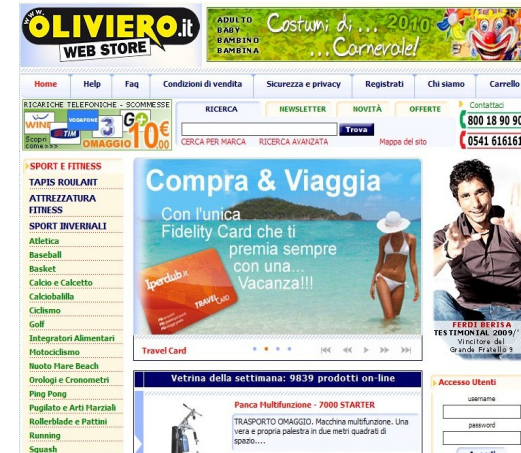 OLIVIERO.it
WEB STORE
ADULTO
BABY
BAMBINO
BAMBINA
Costumi di ... 2010
...Carnevale!
Home Help Faq Condizioni di vendita Sicurezza e privacy Registrati Chi siamo Carrello
RICARICHE TELEFONICHE - SCOMMESSE
WIND
VODAFONE
3
TIM
Scopri
come >>>
OMAGGIO 10€,00
RICERCA NEWSLETTER NOVITÀ OFFERTE
Trova
CERCA PER MARCA RICERCA AVANZATA Mappa del sito
Contattaci
800 18 90 90
0541 616161
SPORT E FITNESS
TAPIS ROULANT
ATTREZZATURA
FITNESS
SPORT INVERNALI
Atletica
Baseball
Basket
Calcio e Calcetto
Calciobalilla
Ciclismo
Golf
Integratori Alimentari
Motociclismo
Nuoto Mare Beach
Orologi e Cronometri
Ping Pong
Pugilato e Arti Marziali
Rollerblade e Pattini
Running
Squash
Compra & Viaggia
Con l'unica
Fidelity Card che ti
premia sempre
con una...
Vacanza!!!
Iperclub.it
TRAVEL CARD
Travel Card
FERDI BERISA
TESTIMONIAL 2009/
Vincitore del
Grande Fratello 9
Vetrina della settimana: 9839 prodotti on-line
Panca Multifunzione - 7000 STARTER
TRASPORTO OMAGGIO. Macchina multifunzione. Una
vera e propria palestra in due metri quadrati di
spazio....
Accesso Utenti
username
password
Accedi